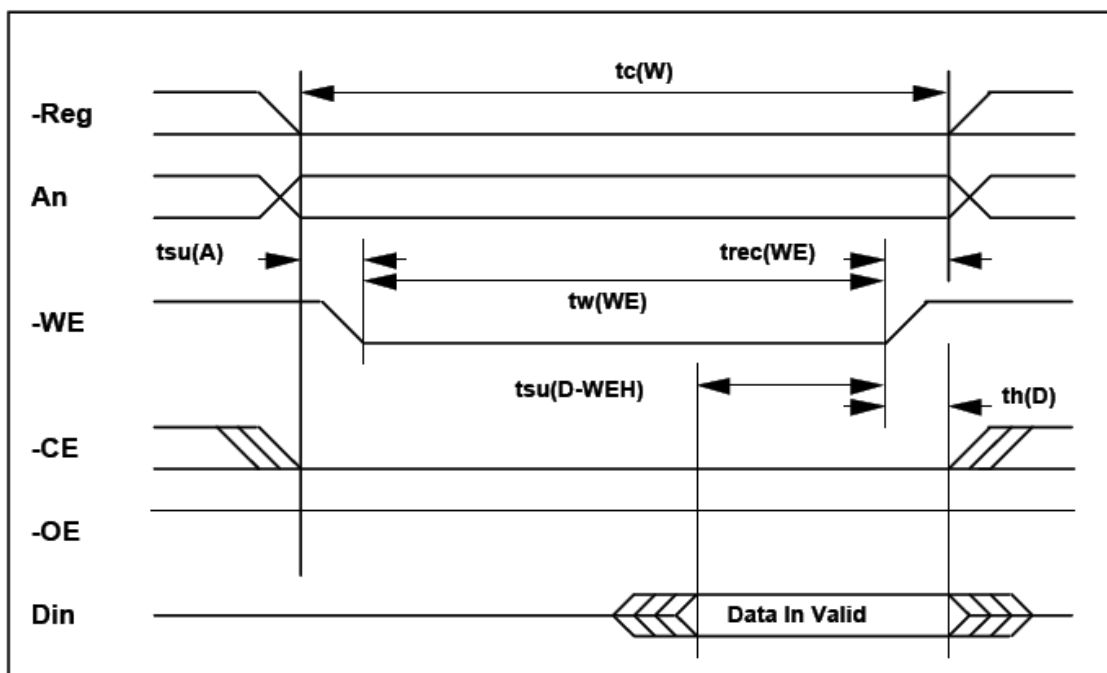 tc(W)
-Reg
An
tsu(A)
trec(WE)
tw(WE)
-WE
tsu(D-WEH)
th(D)
-CE
-OE
Din
Data In Valid